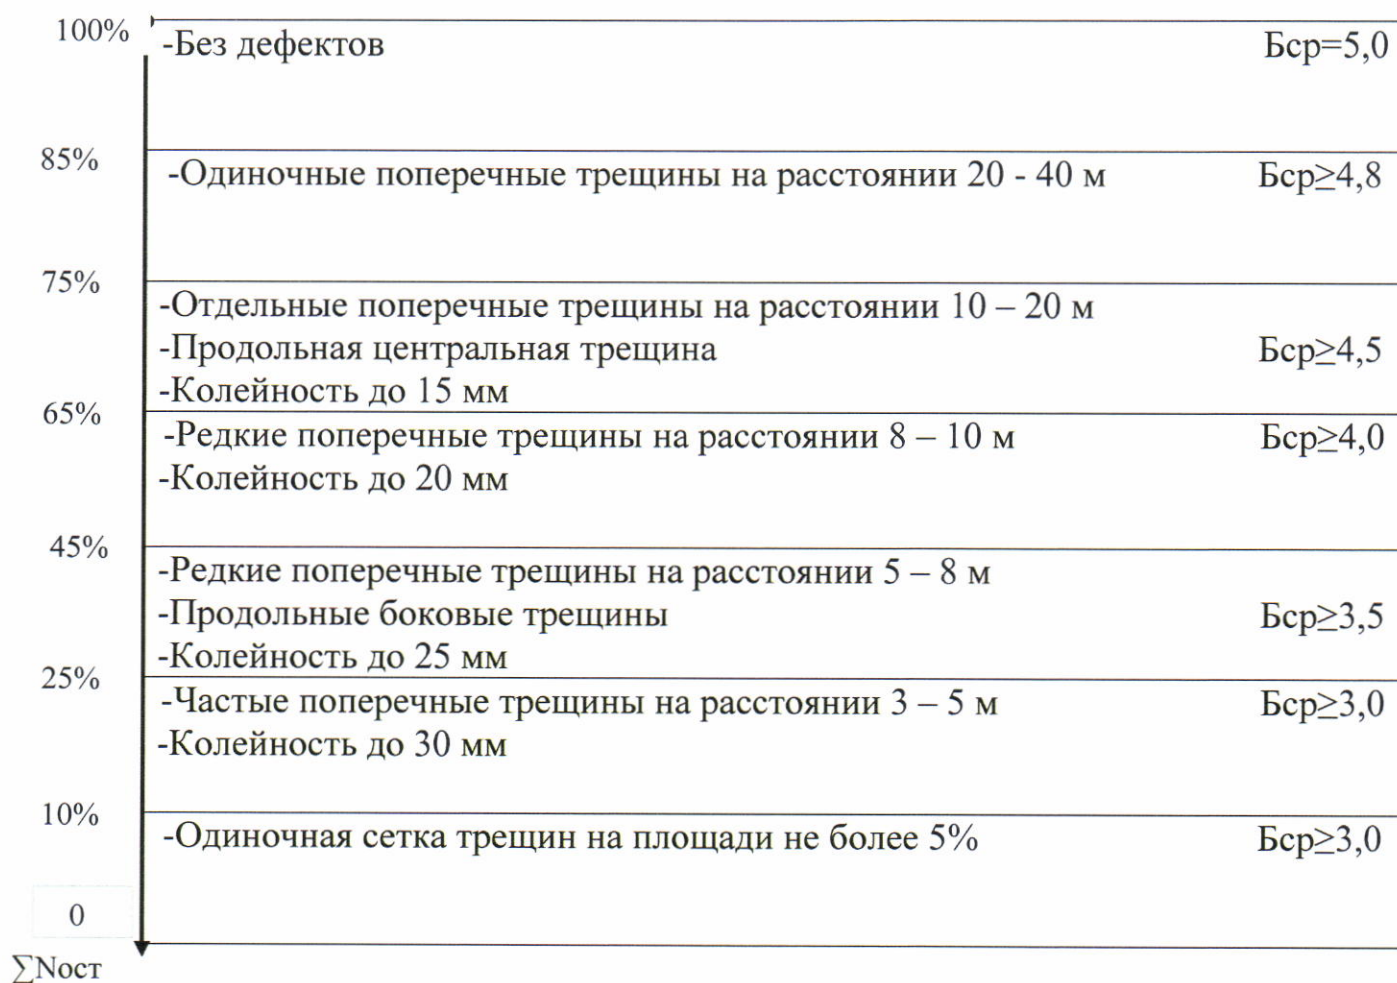 100%
-Без дефектов Бср=5,0
85%
-Одиночные поперечные трещины на расстоянии 20 - 40 м Бср≥4,8
75%
-Отдельные поперечные трещины на расстоянии 10 – 20 м
-Продольная центральная трещина Бср≥4,5
-Колейность до 15 мм
65%
-Редкие поперечные трещины на расстоянии 8 – 10 м Бср≥4,0
-Колейность до 20 мм
45%
-Редкие поперечные трещины на расстоянии 5 – 8 м
-Продольные боковые трещины Бср≥3,5
-Колейность до 25 мм
25%
-Частые поперечные трещины на расстоянии 3 – 5 м Бср≥3,0
-Колейность до 30 мм
10%
-Одиночная сетка трещин на площади не более 5% Бср≥3,0
0
∑Nост